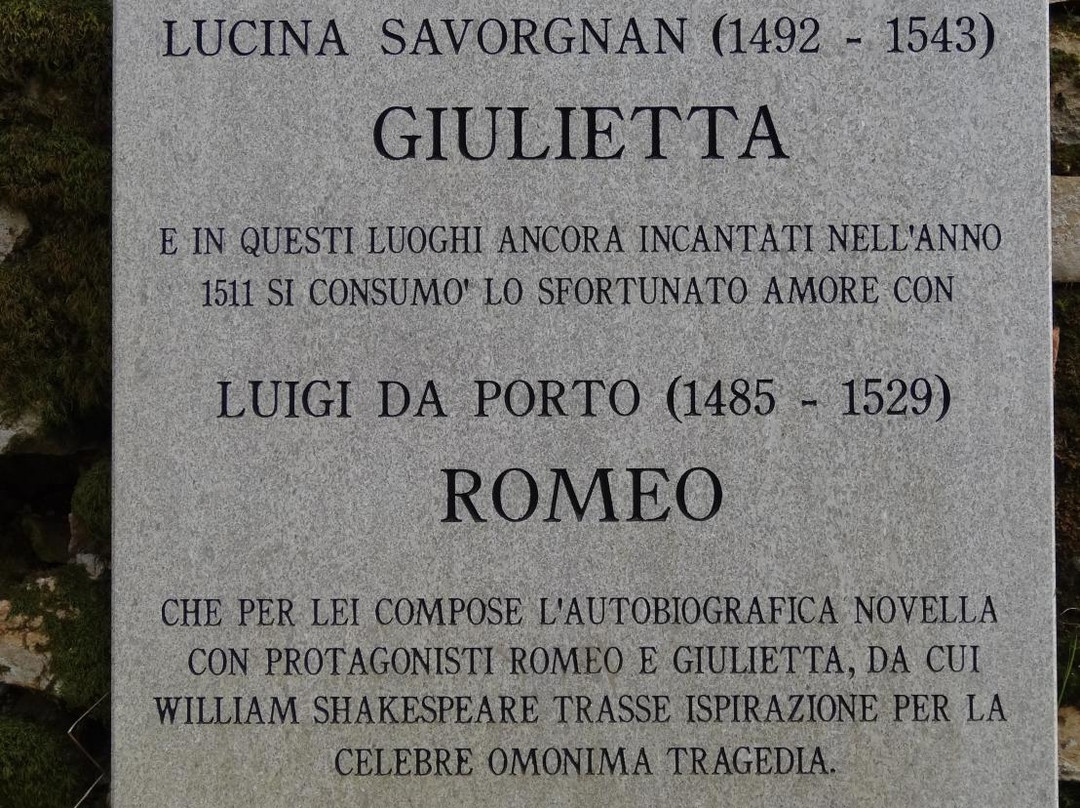 LUCINA SAVORGNAN (1492 - 1543)
GIULIETTA
E IN QUESTI LUOGHI ANCORA INCANTATI NELL'ANNO
1511 SI CONSUMO' LO SFORTUNATO AMORE CON
LUIGI DA PORTO (1485 - 1529)
ROMEO
CHE PER LEI COMPOSE L'AUTOBIOGRAFICA NOVELLA
CON PROTAGONISTI ROMEO E GIULIETTA, DA CUI
WILLIAM SHAKESPEARE TRASSE ISPIRAZIONE PER LA
CELEBRE OMONIMA TRAGEDIA.